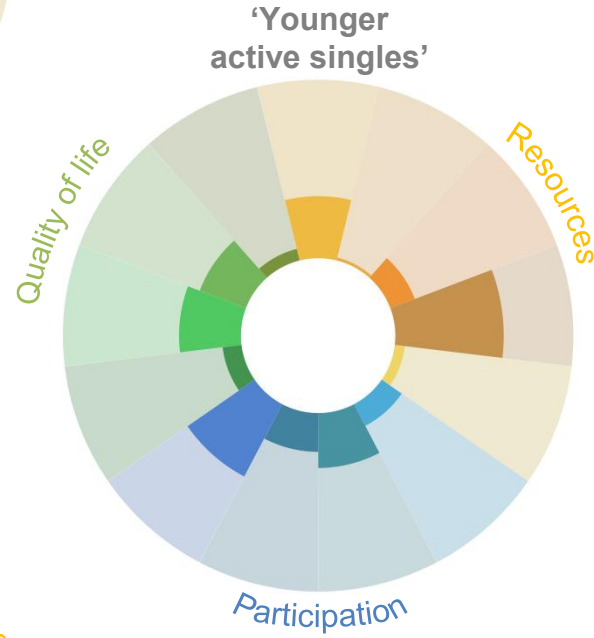 ‘Younger
active singles’
Quality of life
Resources
Participation